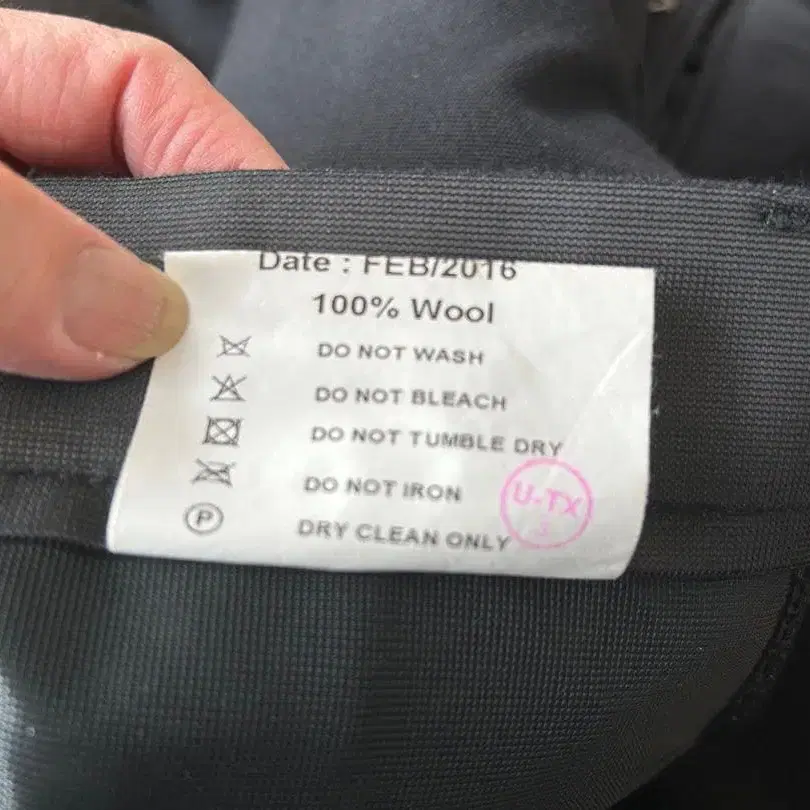 Date : FEB/2016
100% Wool
DO NOT WASH
DO NOT BLEACH
DO NOT TUMBLE DRY
DO NOT IRON
U-TX
P
DRY CLEAN ONLY